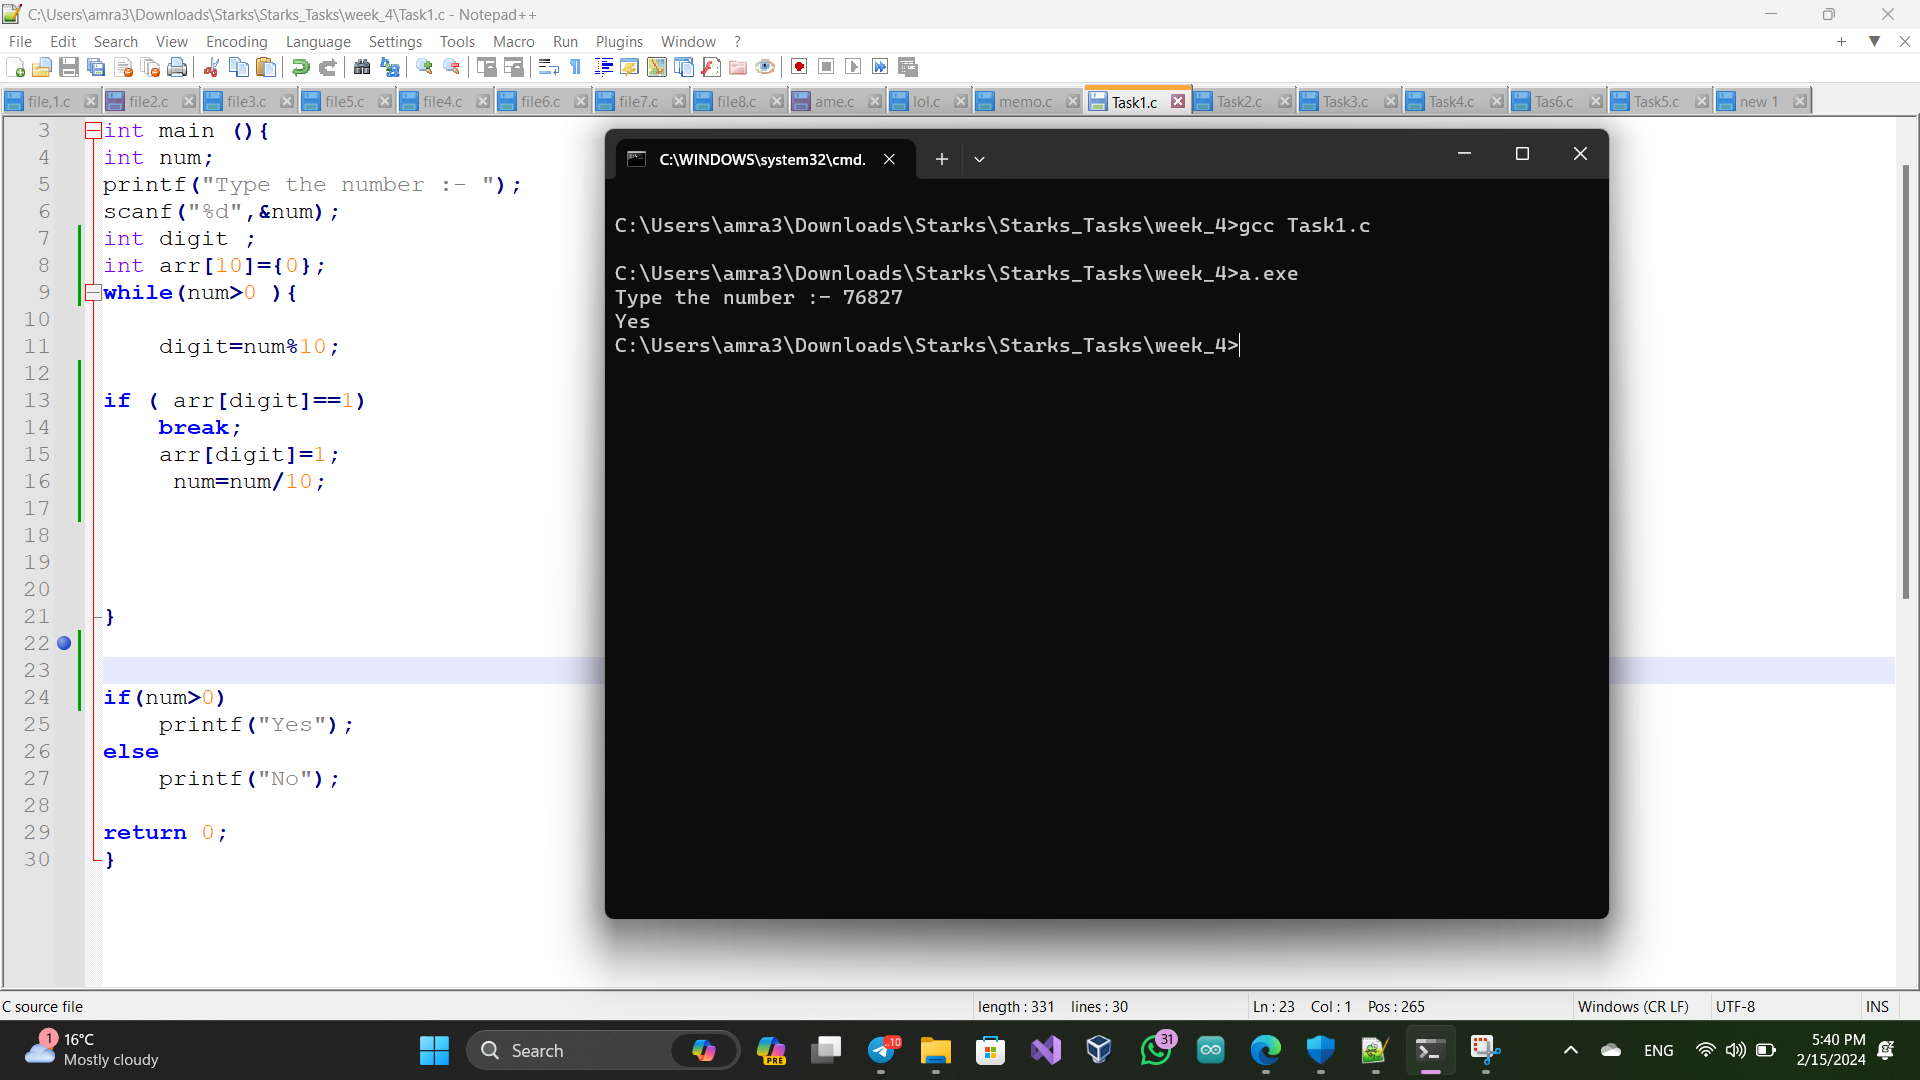 C:\Users\amra3\Downloads\Starks\Starks_Tasks\week_4\Task1.c - Notepad++
File Edit Search View Encoding Language Settings Tools Macro Run Plugins Window ?
file,1.c file2.c file3.c file5.c file4.c file6.c file7.c file8.c ame.c lol.c memo.c Task1.c Task2.c Task3.c Task4.c Tas6.c Task5.c new 1
3 int main (){
4 int num;
5 printf("Type the number :- ");
6 scanf("%d",&num);
7 int digit ;
8 int arr[10]={0};
9 while(num>0 ){
10
11 digit=num%10;
12
13 if ( arr[digit]==1)
14 break;
15 arr[digit]=1;
16 num=num/10;
17
18
19
20
21 }
22
23
24 if(num>0)
25 printf("Yes");
26 else
27 printf("No");
28
29 return 0;
30 }
C:\WINDOWS\system32\cmd.
C:\Users\amra3\Downloads\Starks\Starks_Tasks\week_4>gcc Task1.c
C:\Users\amra3\Downloads\Starks\Starks_Tasks\week_4>a.exe
Type the number :- 76827
Yes
C:\Users\amra3\Downloads\Starks\Starks_Tasks\week_4>
C source file length : 331 lines : 30 Ln : 23 Col : 1 Pos : 265 Windows (CR LF) UTF-8 INS
1 16°C
Mostly cloudy
Search
PRE
..10
31
ENG
5:40 PM
2/15/2024